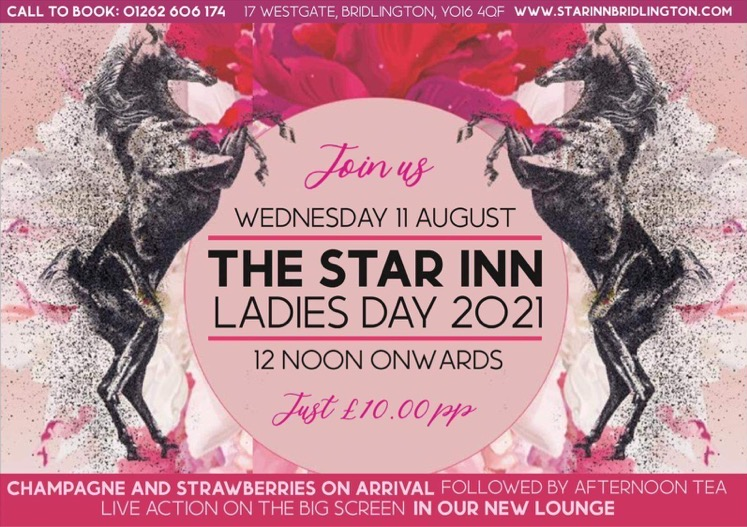 CALL TO BOOK: 01262 606 174 17 WESTGATE, BRIDLINGTON, YO16 4QF WWW.STARINNBRIDLINGTON.COM
Join us
WEDNESDAY 11 AUGUST
THE STAR INN
LADIES DAY 2021
12 NOON ONWARDS
Just £10.00pp
CHAMPAGNE AND STRAWBERRIES ON ARRIVAL FOLLOWED BY AFTERNOON TEA
LIVE ACTION ON THE BIG SCREEN IN OUR NEW LOUNGE